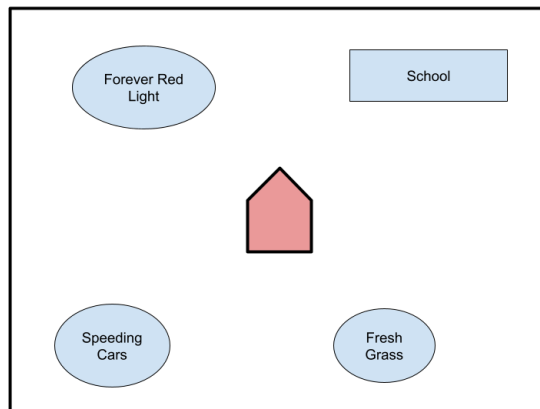 Forever Red
Light
School
Speeding
Cars
Fresh
Grass